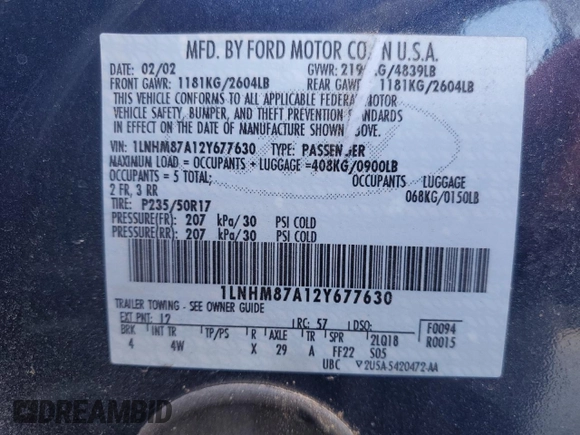 MFD. BY FORD MOTOR CO. IN U.S.A.
DATE: 02/02 GVWR: G/4839LB
FRONT GAWR: 1181KG/2604LB REAR GAWR: 1181KG/2604LB
THIS VEHICLE CONFORMS TO ALL APPLICABLE FEDERAL MOTOR
VEHICLE SAFETY, BUMPER, AND THEFT PREVENTION STANDARDS
IN EFFECT ON THE DATE OF MANUFACTURE SHOWN ABOVE.
VIN: 1LNHM87A12Y677630 TYPE: PASSENGER
MAXIMUM LOAD = OCCUPANTS + LUGGAGE =408KG/0900LB
OCCUPANTS = 5 TOTAL; OCCUPANTS LUGGAGE
2 FR, 3 RR 068KG/0150LB
TIRE: P235/50R17
PRESSURE(FR): 207 kPa/30 PSI COLD
PRESSURE(RR): 207 kPa/30 PSI COLD
1LNHM87A12Y677630
TRAILER TOWING - SEE OWNER GUIDE
EXT PNT: 12 RC: 57 DSO: F0094
BRK INT TR TP/PS R AXLE TR SPR R0015
4 4W X 29 A FF22 2LQ18
S05
UBC ▽2U5A-5420472-AA
DREAMBID